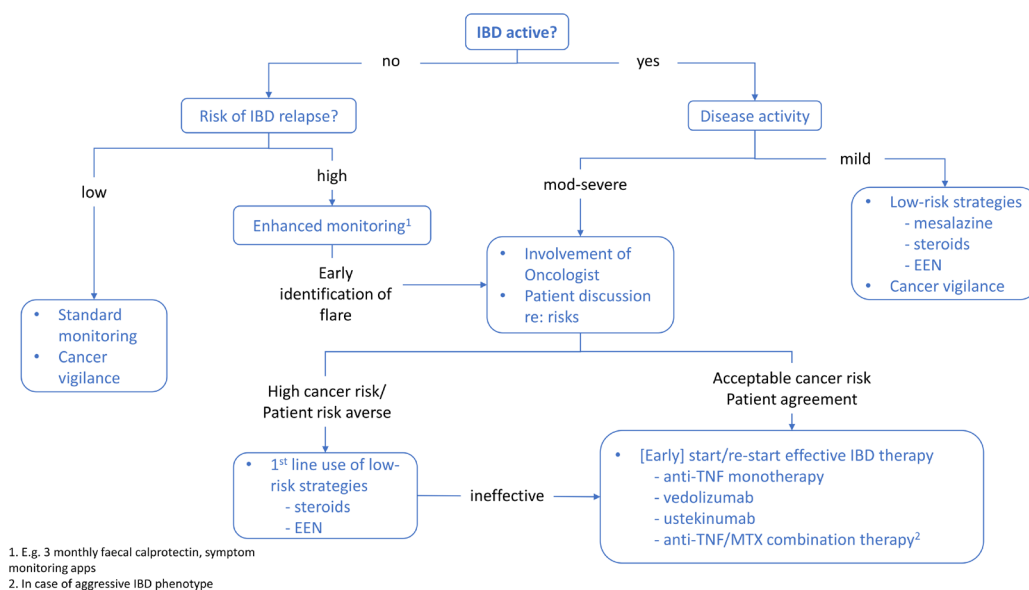 IBD active?
no
yes
Risk of IBD relapse?
Disease activity
low
high
mod-severe
mild
Enhanced monitoring¹
• Low-risk strategies
- mesalazine
- steroids
- EEN
• Cancer vigilance
Early
identification of
flare
• Involvement of
Oncologist
• Patient discussion
re: risks
• Standard
monitoring
• Cancer
vigilance
High cancer risk/
Patient risk averse
Acceptable cancer risk
Patient agreement
• 1st line use of low-
risk strategies
- steroids
- EEN
ineffective
• [Early] start/re-start effective IBD therapy
- anti-TNF monotherapy
- vedolizumab
- ustekinumab
- anti-TNF/MTX combination therapy²
1. E.g. 3 monthly faecal calprotectin, symptom
monitoring apps
2. In case of aggressive IBD phenotype